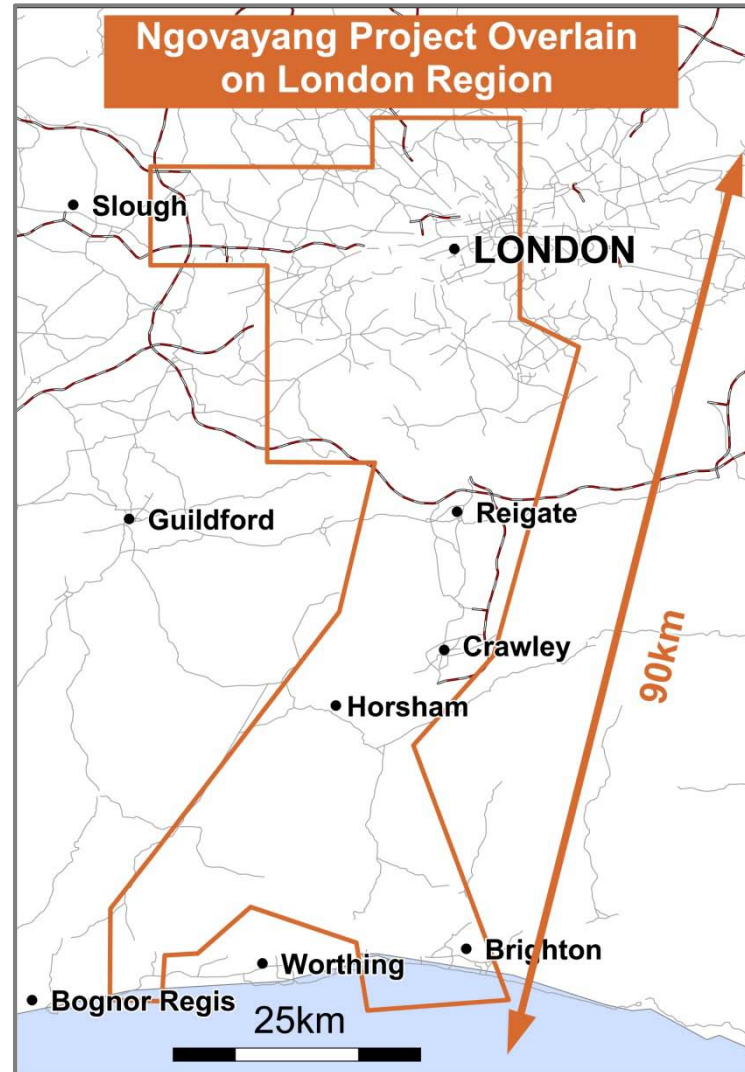 Ngovayang Project Overlain
on London Region
Slough
LONDON
Guildford
Reigate
Crawley
90km
Horsham
Brighton
Worthing
Bognor Regis
25km